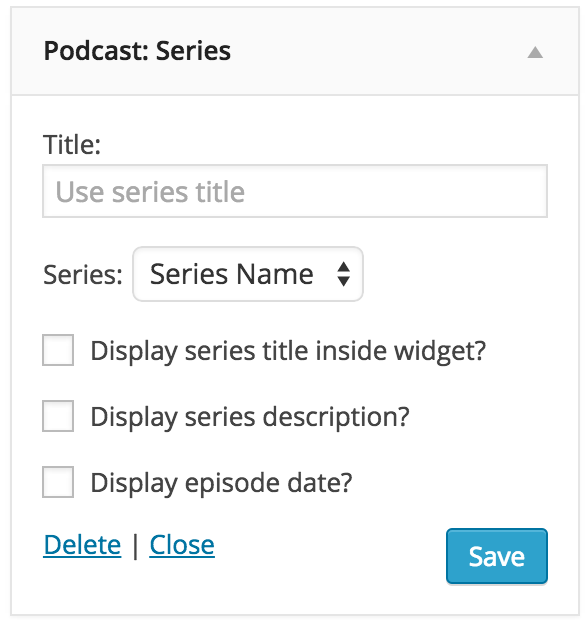 Podcast: Series
Title:
Use series title
Series: Series Name
Display series title inside widget?
Display series description?
Display episode date?
Delete | Close Save